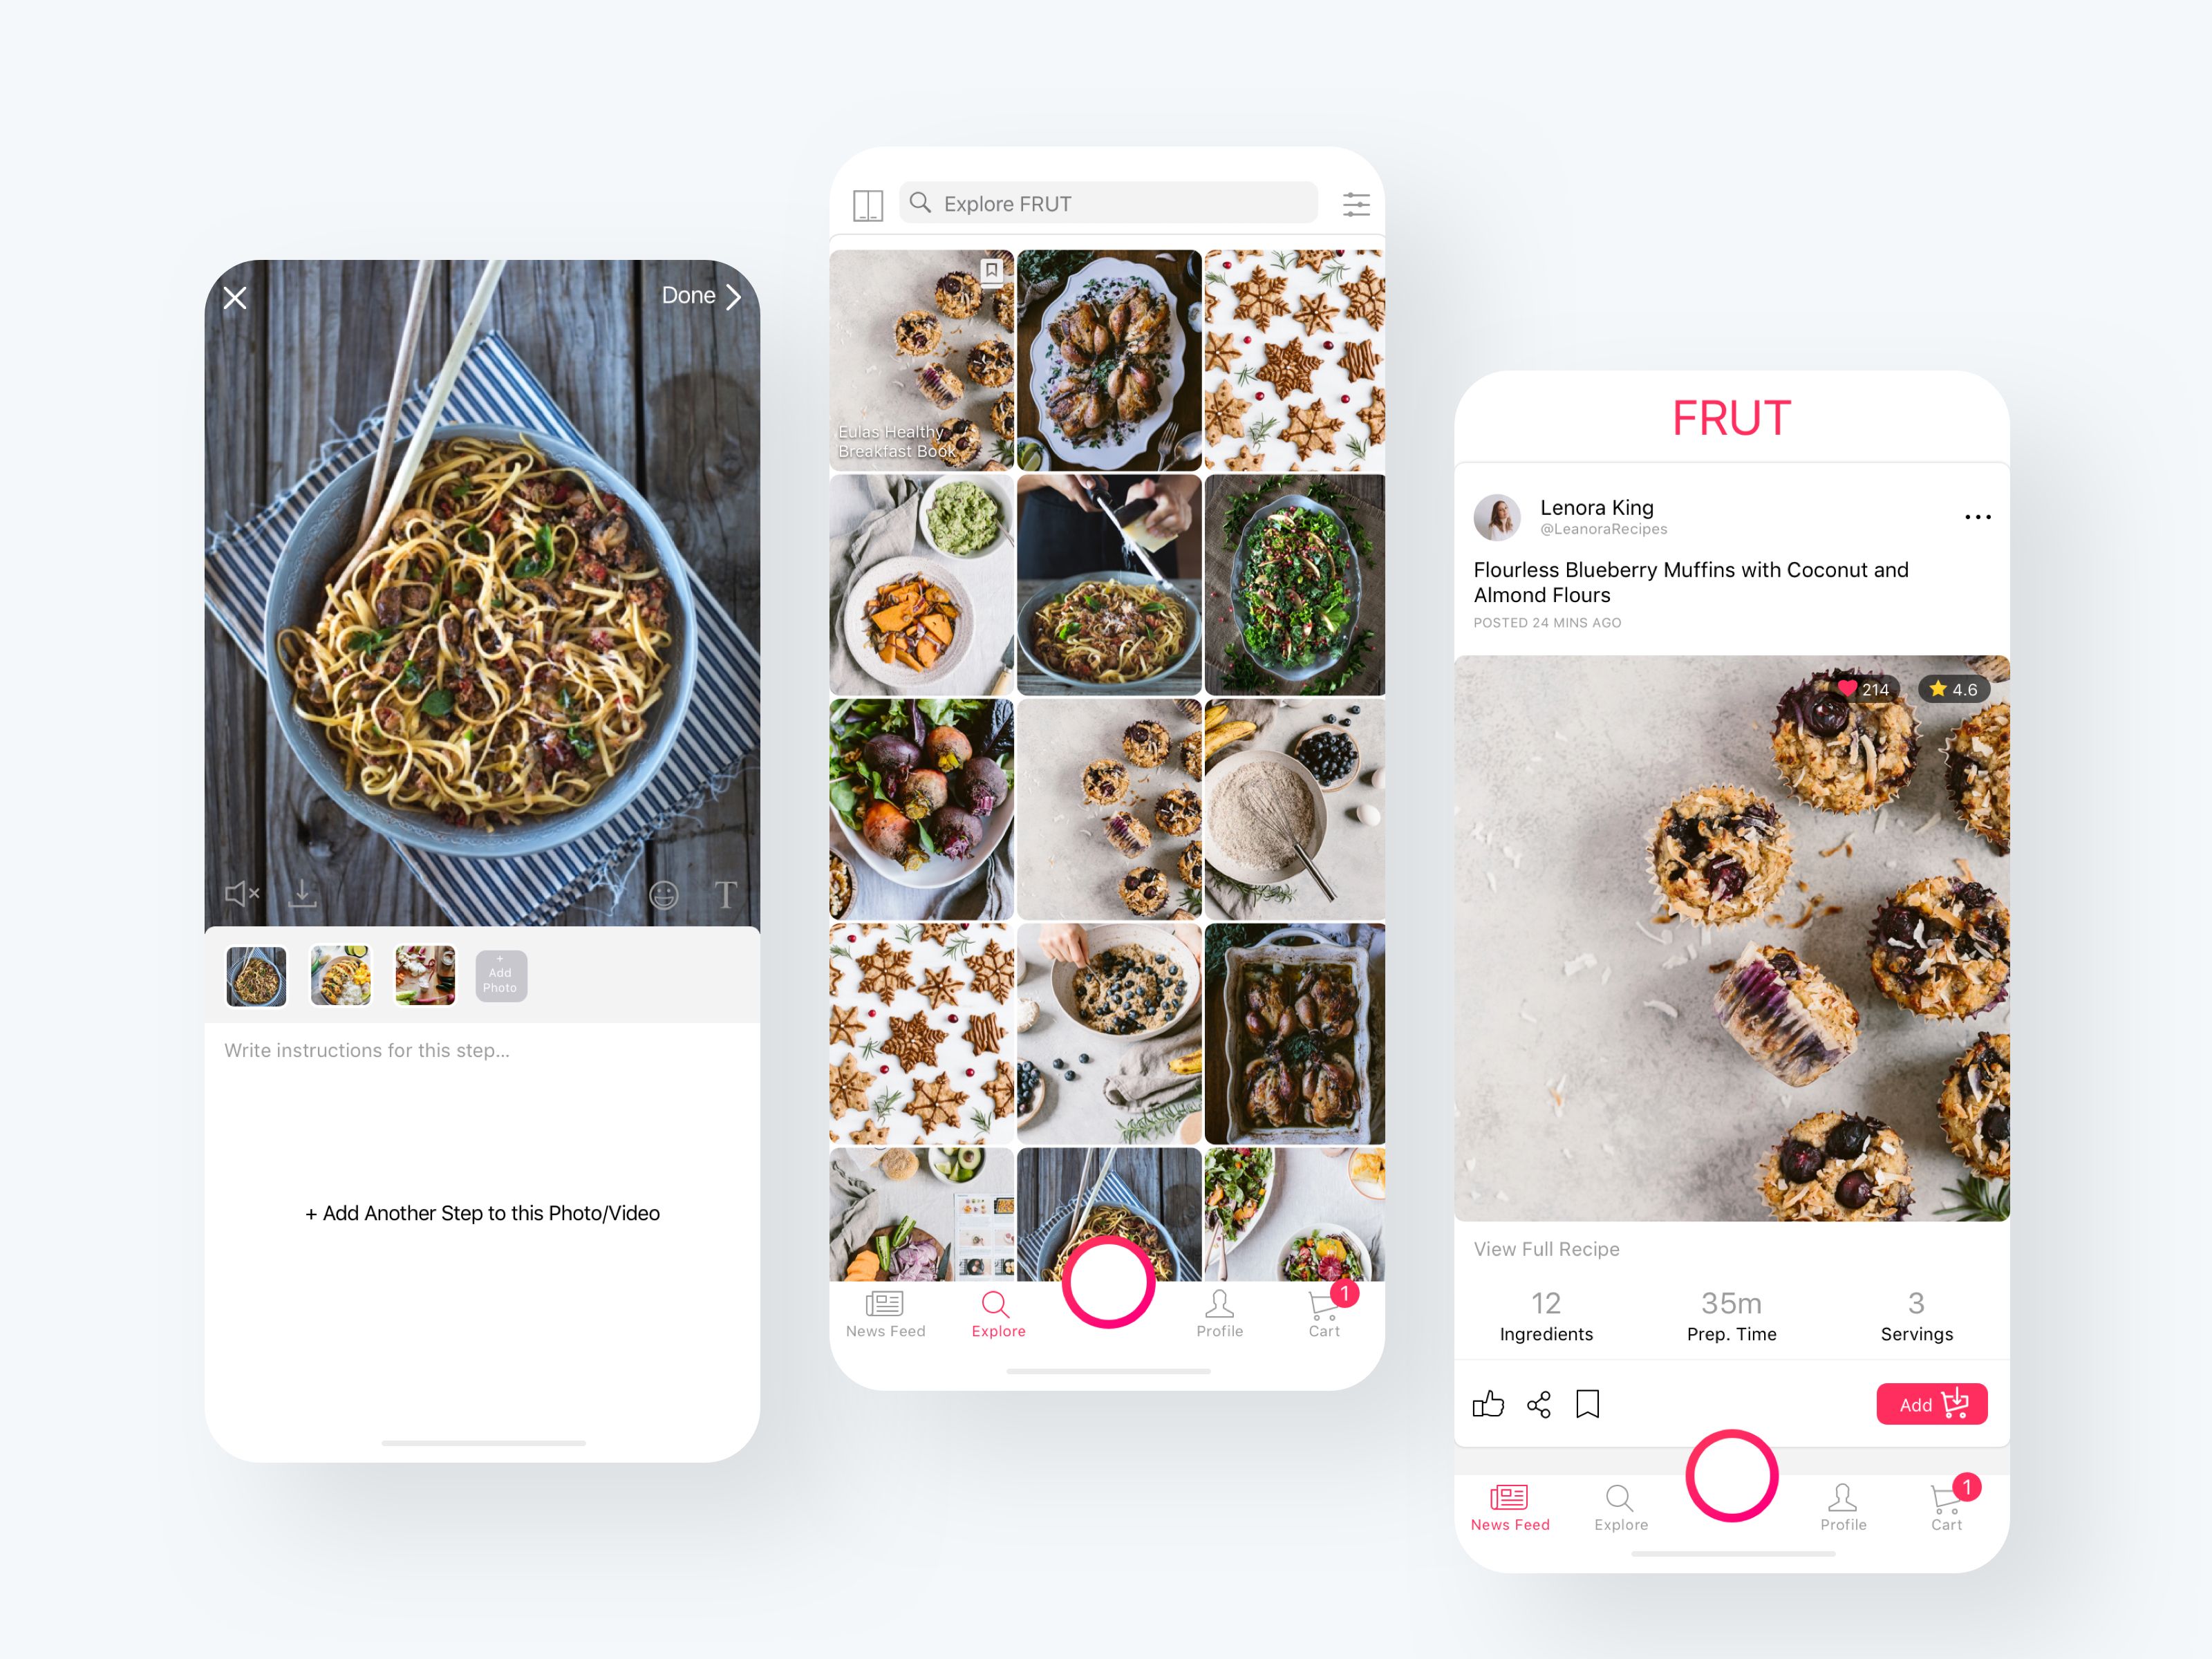 Done
+
Add
Photo
Write instructions for this step...
+ Add Another Step to this Photo/Video
Explore FRUT
Eulas Healthy
Breakfast Book
News Feed
Explore
Profile
1
Cart
FRUT
Lenora King
@LeanoraRecipes
Flourless Blueberry Muffins with Coconut and
Almond Flours
POSTED 24 MINS AGO
214
4.6
View Full Recipe
12
Ingredients
35m
Prep. Time
3
Servings
Add
News Feed
Explore
Profile
1
Cart